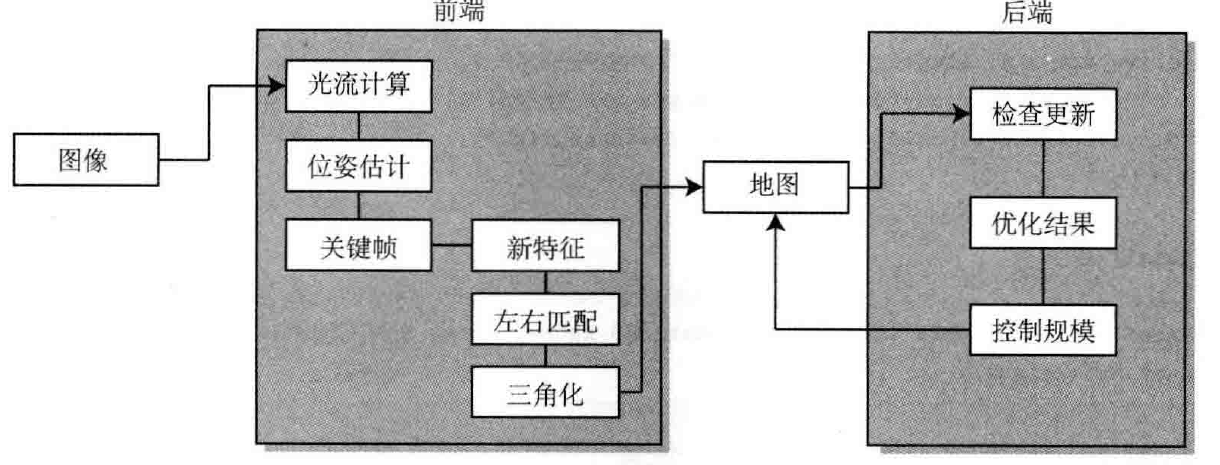 前端
后端
图像
光流计算
位姿估计
关键帧
新特征
左右匹配
三角化
地图
检查更新
优化结果
控制规模